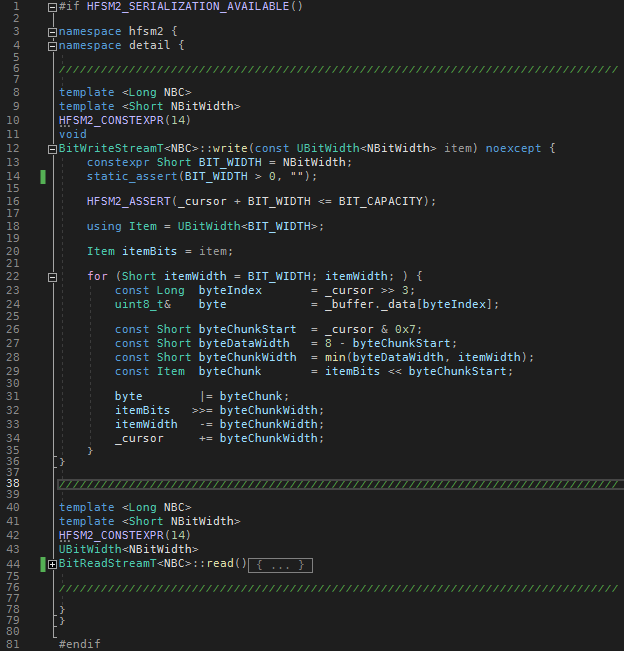 1 #if HFSM2_SERIALIZATION_AVAILABLE()
2
3 namespace hfsm2 {
4 namespace detail {
5
6 ////////////////////////////////////////////////////////////////////////////////
7
8 template <Long NBC>
9 template <Short NBitWidth>
10 HFSM2_CONSTEXPR(14)
11 void
12 BitWriteStreamT<NBC>::write(const UBitWidth<NBitWidth> item) noexcept {
13     constexpr Short BIT_WIDTH = NBitWidth;
14     static_assert(BIT_WIDTH > 0, "");
15
16     HFSM2_ASSERT(_cursor + BIT_WIDTH <= BIT_CAPACITY);
17
18     using Item = UBitWidth<BIT_WIDTH>;
19
20     Item itemBits = item;
21
22     for (Short itemWidth = BIT_WIDTH; itemWidth; ) {
23         const Long  byteIndex       = _cursor >> 3;
24         uint8_t&    byte            = _buffer._data[byteIndex];
25
26         const Short byteChunkStart  = _cursor & 0x7;
27         const Short byteDataWidth   = 8 - byteChunkStart;
28         const Short byteChunkWidth  = min(byteDataWidth, itemWidth);
29         const Item  byteChunk       = itemBits << byteChunkStart;
30
31         byte        |= byteChunk;
32         itemBits   >>= byteChunkWidth;
33         itemWidth   -= byteChunkWidth;
34         _cursor     += byteChunkWidth;
35     }
36 }
37
38 ////////////////////////////////////////////////////////////////////////////////
39
40 template <Long NBC>
41 template <Short NBitWidth>
42 HFSM2_CONSTEXPR(14)
43 UBitWidth<NBitWidth>
44 BitReadStreamT<NBC>::read() { ... }
75
76 ////////////////////////////////////////////////////////////////////////////////
77
78 }
79 }
80
81 #endif